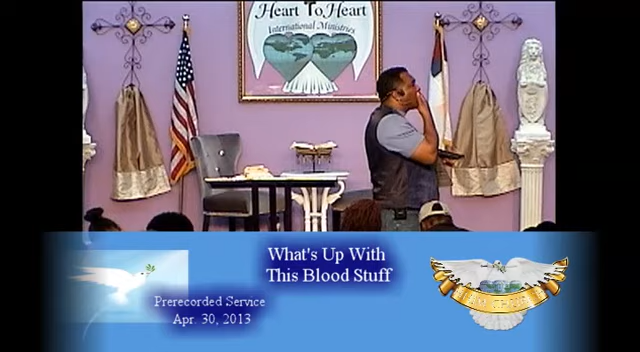 Heart To Heart
International Ministries
What's Up With
This Blood Stuff
Prerecorded Service
Apr. 30, 2013